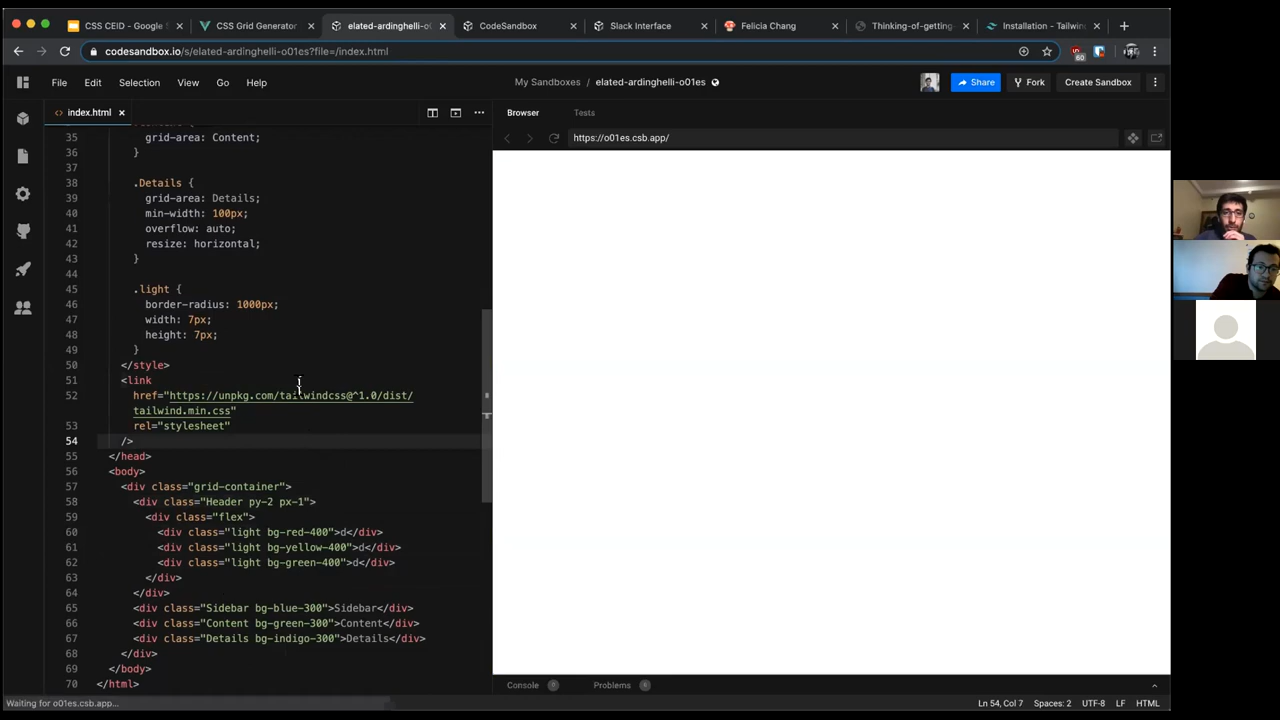 CSS CEID - Google S
CSS Grid Generator
elated-ardinghelli-o01es
CodeSandbox
Slack Interface
Felicia Chang
Thinking-of-getting-
Installation - Tailwin
codesandbox.io/s/elated-ardinghelli-o01es?file=/index.html
60
File Edit Selection View Go Help
My Sandboxes / elated-ardinghelli-o01es
Share
Fork
Create Sandbox
index.html
Browser
Tests
https://o01es.csb.app/
35 grid-area: Content;
36 }
37
38 .Details {
39 grid-area: Details;
40 min-width: 100px;
41 overflow: auto;
42 resize: horizontal;
43 }
44
45 .light {
46 border-radius: 1000px;
47 width: 7px;
48 height: 7px;
49 }
50 </style>
51 <link
52 href="https://unpkg.com/tailwindcss@^1.0/dist/
tailwind.min.css"
53 rel="stylesheet"
54 />
55 </head>
56 <body>
57 <div class="grid-container">
58 <div class="Header py-2 px-1">
59 <div class="flex">
60 <div class="light bg-red-400">d</div>
61 <div class="light bg-yellow-400">d</div>
62 <div class="light bg-green-400">d</div>
63 </div>
64 </div>
65 <div class="Sidebar bg-blue-300">Sidebar</div>
66 <div class="Content bg-green-300">Content</div>
67 <div class="Details bg-indigo-300">Details</div>
68 </div>
69 </body>
70 </html>
Console
Problems
Waiting for o01es.csb.app...
Ln 54, Col 7 Spaces: 2 UTF-8 LF HTML